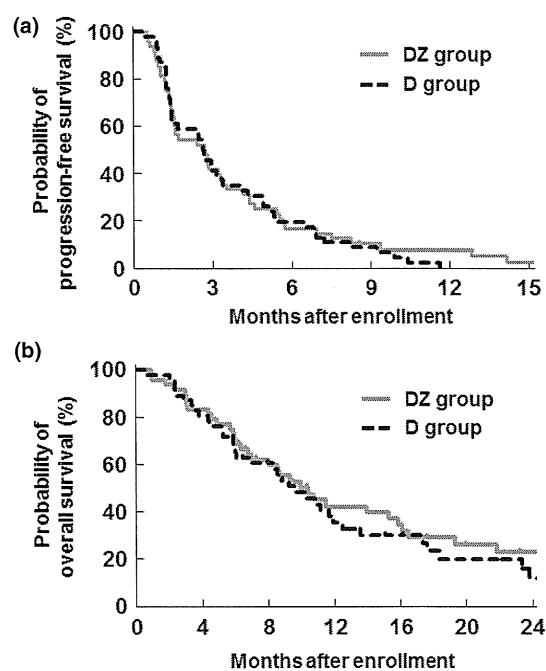 (a)
Probability of
progression-free survival (%)
100
80
60
40
20
0
DZ group
D group
0 3 6 9 12 15
Months after enrollment
(b)
Probability of
overall survival (%)
100
80
60
40
20
0
DZ group
D group
0 4 8 12 16 20 24
Months after enrollment